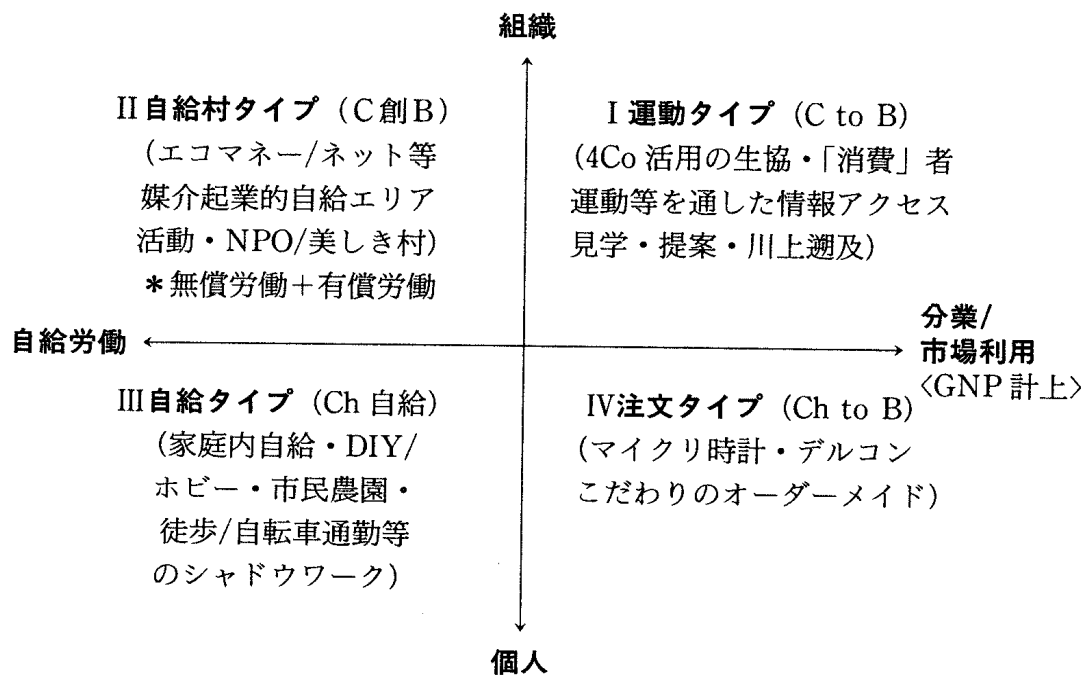 組織
II 自給村タイプ（C創B）
（エコマネー/ネット等
媒介起業的自給エリア
活動・NPO/美しき村）
＊無償労働＋有償労働
I 運動タイプ（C to B）
（4Co 活用の生協・「消費」者
運動等を通した情報アクセス
見学・提案・川上遡及）
自給労働
分業/
市場利用
〈GNP 計上〉
III自給タイプ（Ch 自給）
（家庭内自給・DIY/
ホビー・市民農園・
徒歩/自転車通勤等
のシャドウワーク）
IV注文タイプ（Ch to B）
（マイクリ時計・デルコン
こだわりのオーダーメイド）
個人